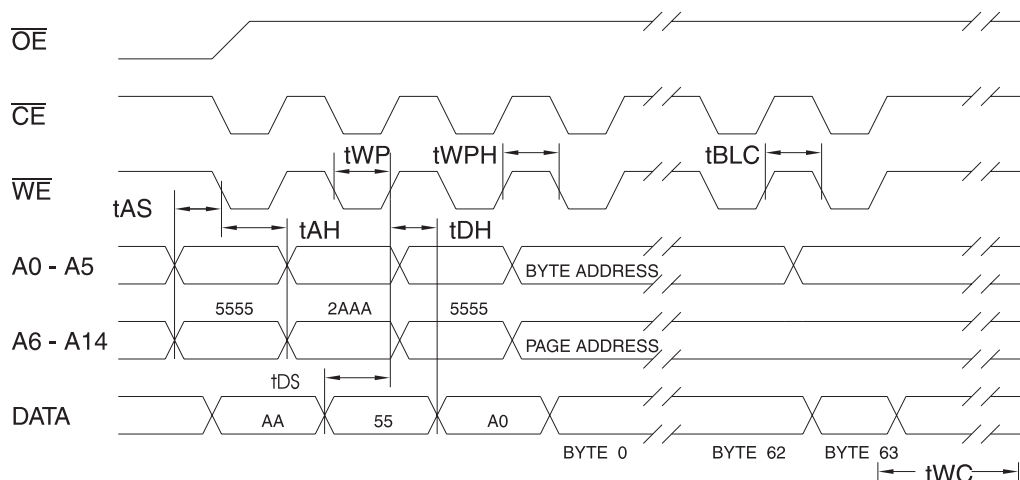 OE
CE
tWP tWPH tBLC
WE
tAS
tAH tDH
A0 - A5
BYTE ADDRESS
5555 2AAA 5555
A6 - A14
PAGE ADDRESS
tDS
DATA
AA 55 A0
BYTE 0 BYTE 62 BYTE 63
tWC